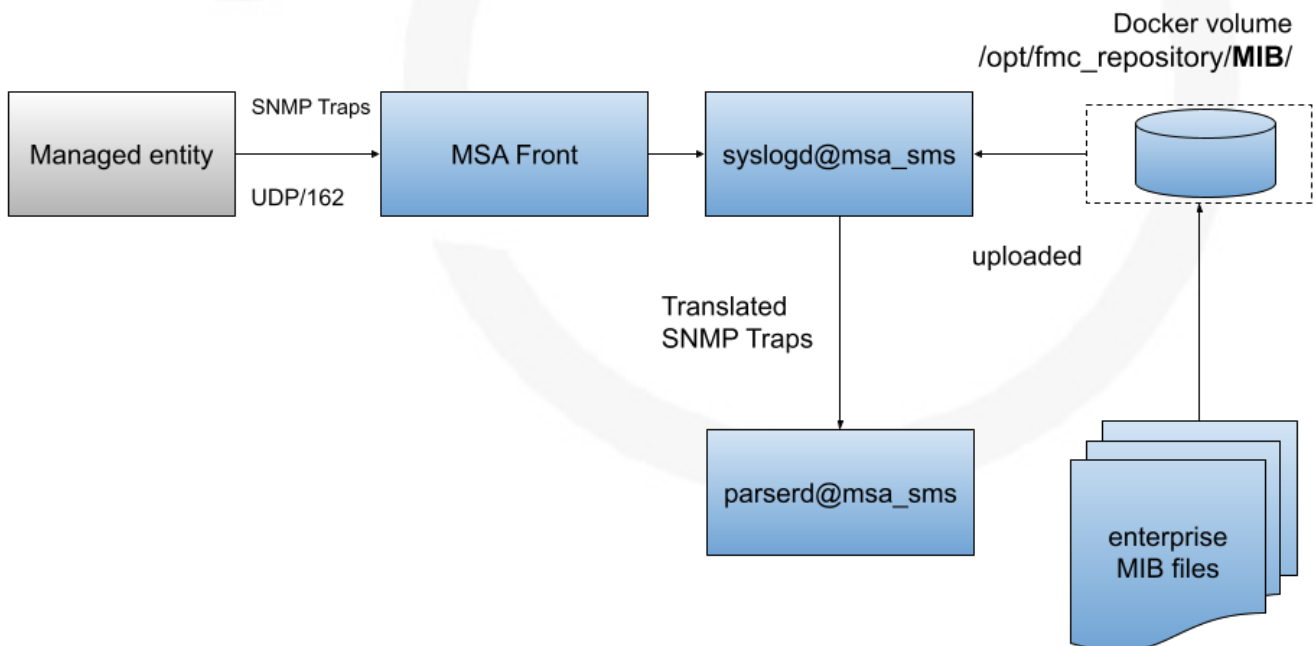 Docker volume
/opt/fmc_repository/MIB/
SNMP Traps
Managed entity
MSA Front
syslogd@msa_sms
UDP/162
uploaded
Translated
SNMP Traps
parserd@msa_sms
enterprise
MIB files